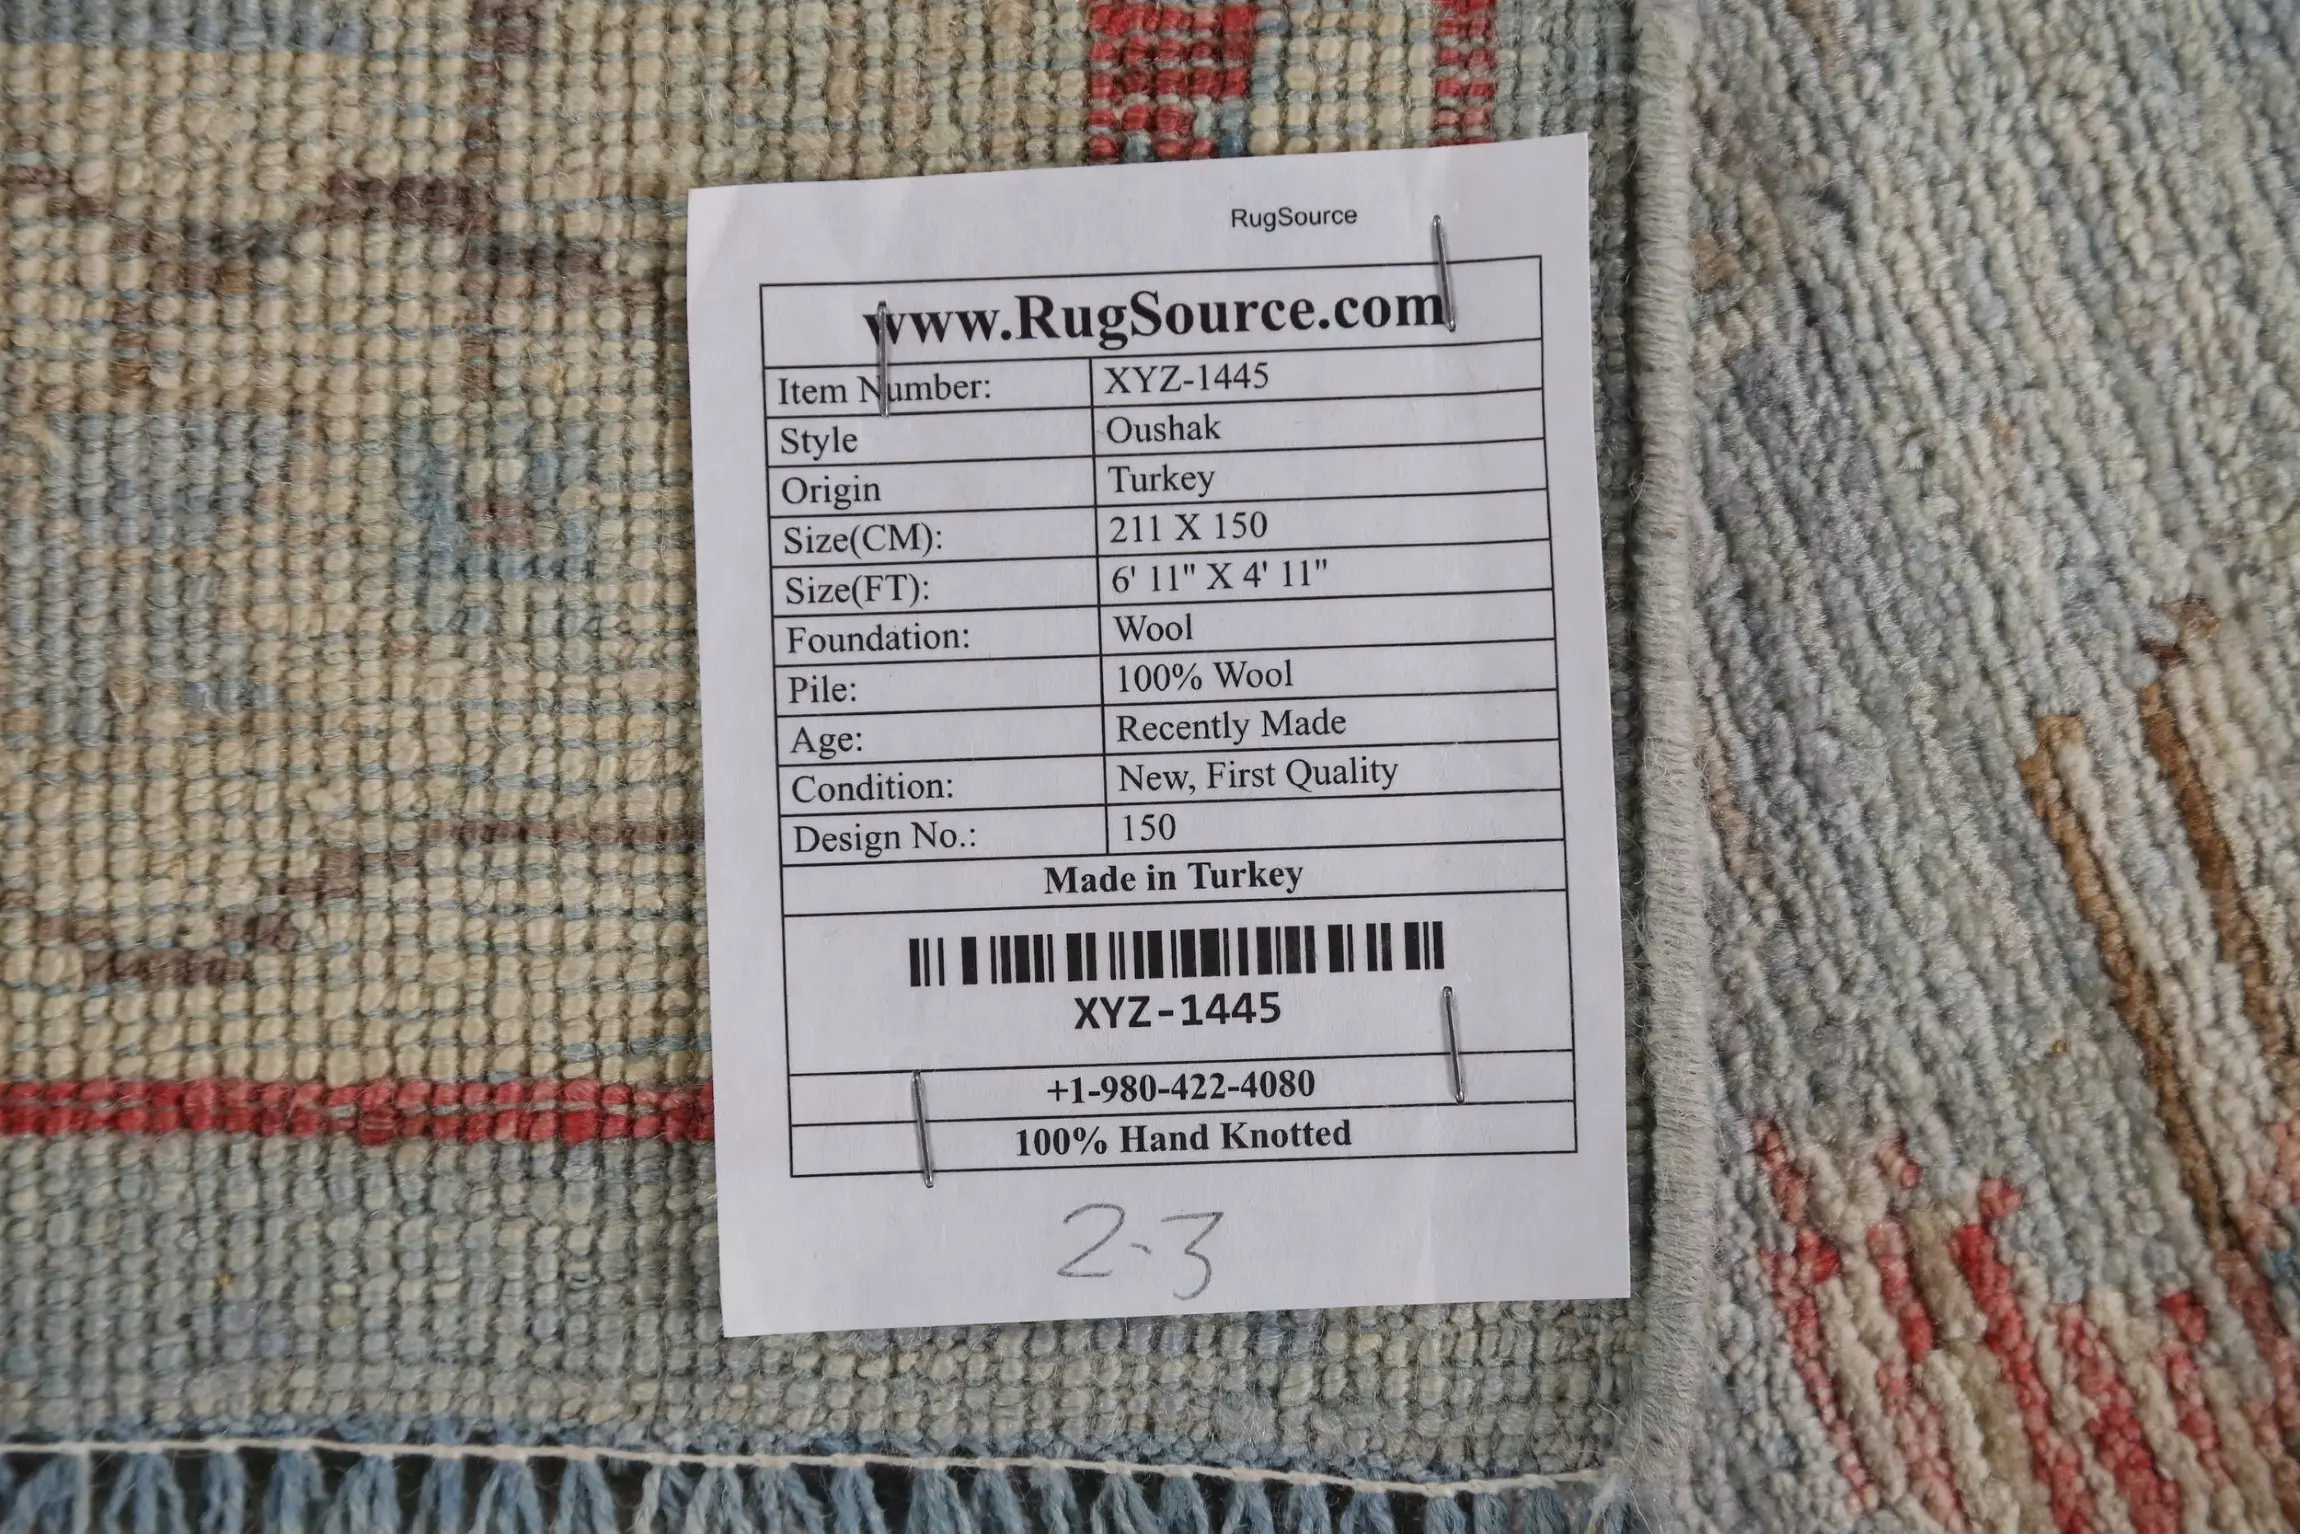 RugSource
www.RugSource.com
Item Number: XYZ-1445
Style Oushak
Origin Turkey
Size(CM): 211 X 150
Size(FT): 6' 11" X 4' 11"
Foundation: Wool
Pile: 100% Wool
Age: Recently Made
Condition: New, First Quality
Design No.: 150
Made in Turkey
XYZ-1445
+1-980-422-4080
100% Hand Knotted
2-3